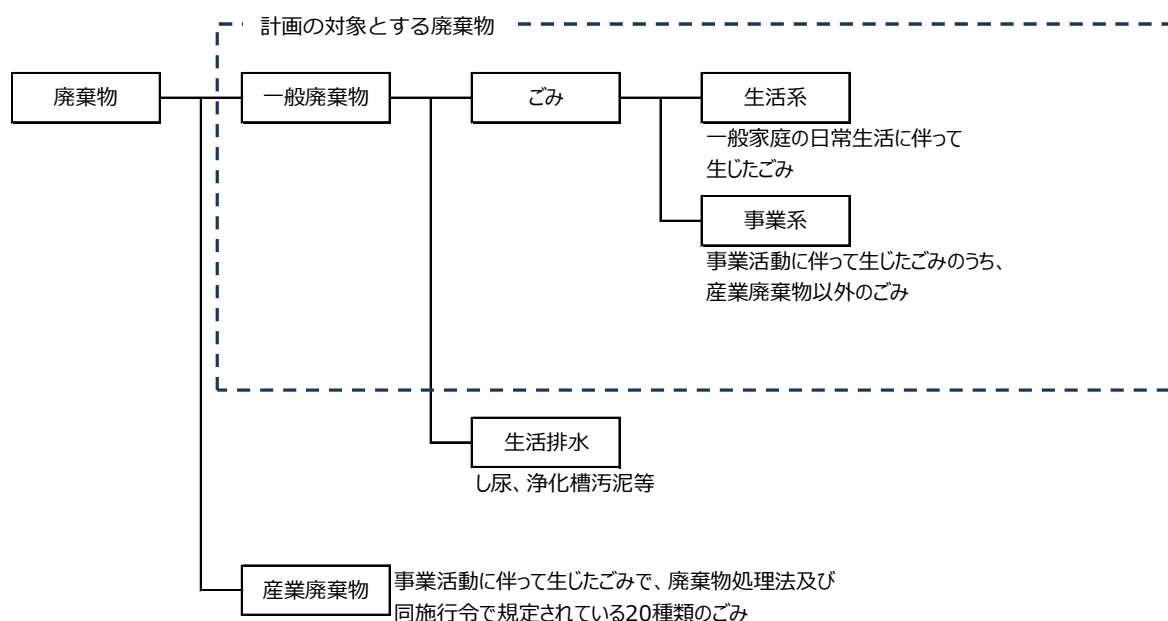 計画の対象とする廃棄物
廃棄物
一般廃棄物
ごみ
生活系
一般家庭の日常生活に伴って
生じたごみ
事業系
事業活動に伴って生じたごみのうち、
産業廃棄物以外のごみ
生活排水
し尿、浄化槽汚泥等
産業廃棄物
事業活動に伴って生じたごみで、廃棄物処理法及び
同施行令で規定されている20種類のごみ